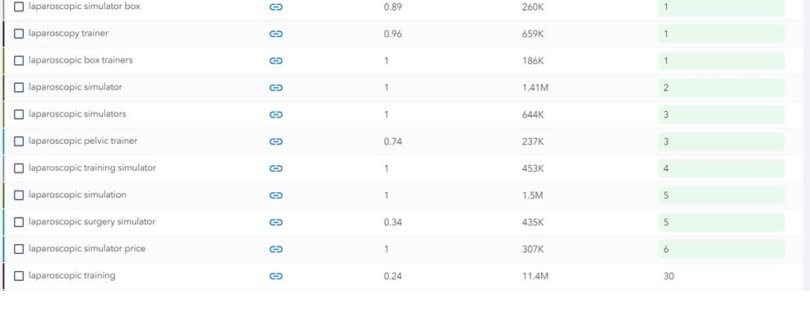 laparoscopic simulator box 0.89 260K 1
laparoscopy trainer 0.96 659K 1
laparoscopic box trainers 1 186K 1
laparoscopic simulator 1 1.41M 2
laparoscopic simulators 1 644K 3
laparoscopic pelvic trainer 0.74 237K 3
laparoscopic training simulator 1 453K 4
laparoscopic simulation 1 1.5M 5
laparoscopic surgery simulator 0.34 435K 5
laparoscopic simulator price 1 307K 6
laparoscopic training 0.24 11.4M 30